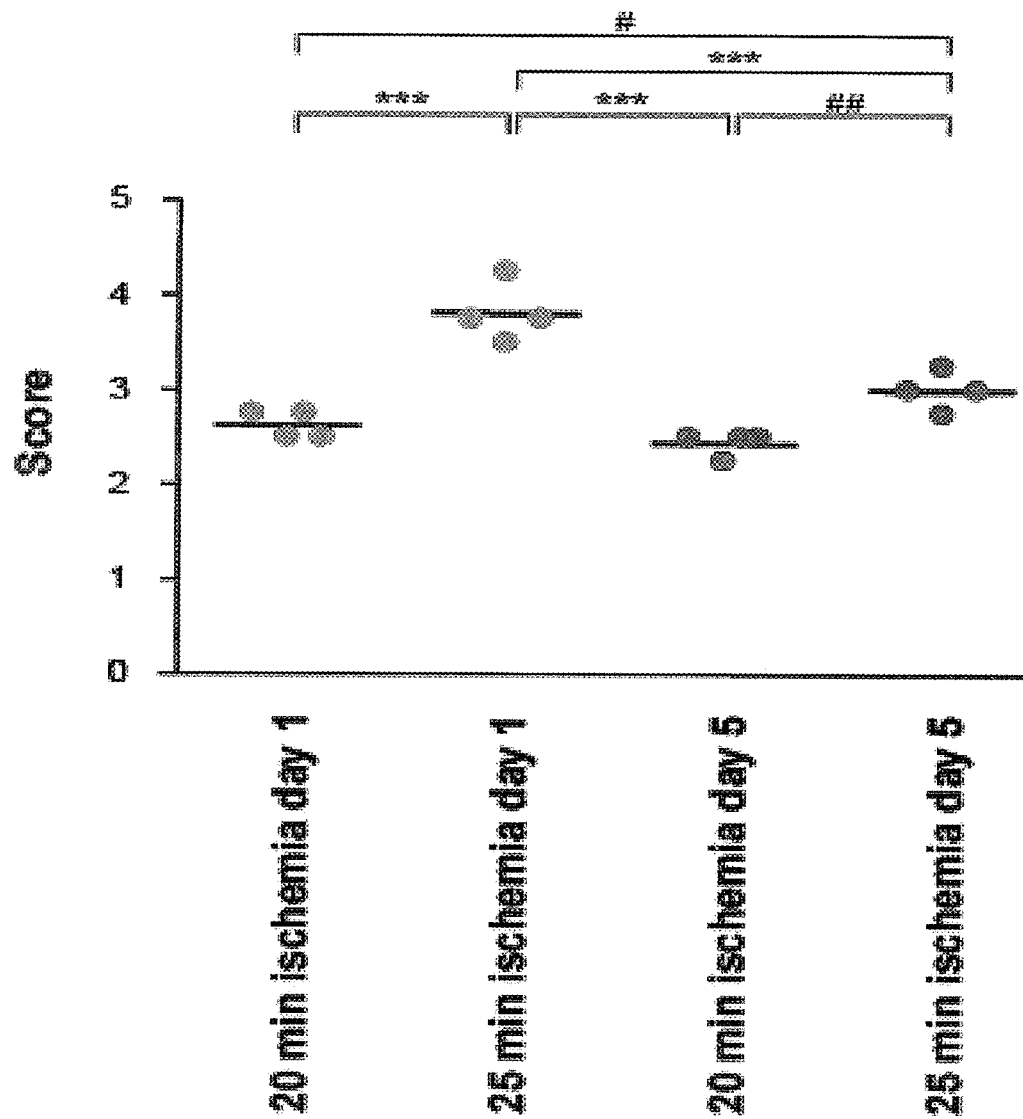 #
***
*** *** ##
5
4
3
2
1
0
Score
20 min ischemia day 1
25 min ischemia day 1
20 min ischemia day 5
25 min ischemia day 5